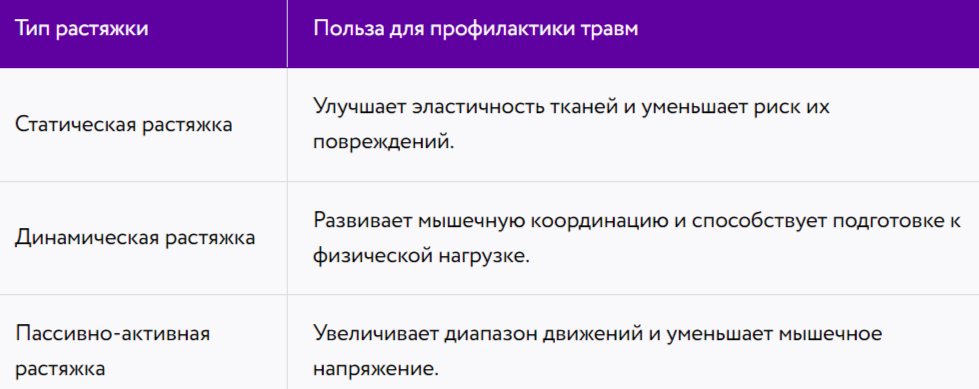 Тип растяжки
Польза для профилактики травм
Статическая растяжка
Улучшает эластичность тканей и уменьшает риск их
повреждений.
Динамическая растяжка
Развивает мышечную координацию и способствует подготовке к
физической нагрузке.
Пассивно-активная
растяжка
Увеличивает диапазон движений и уменьшает мышечное
напряжение.